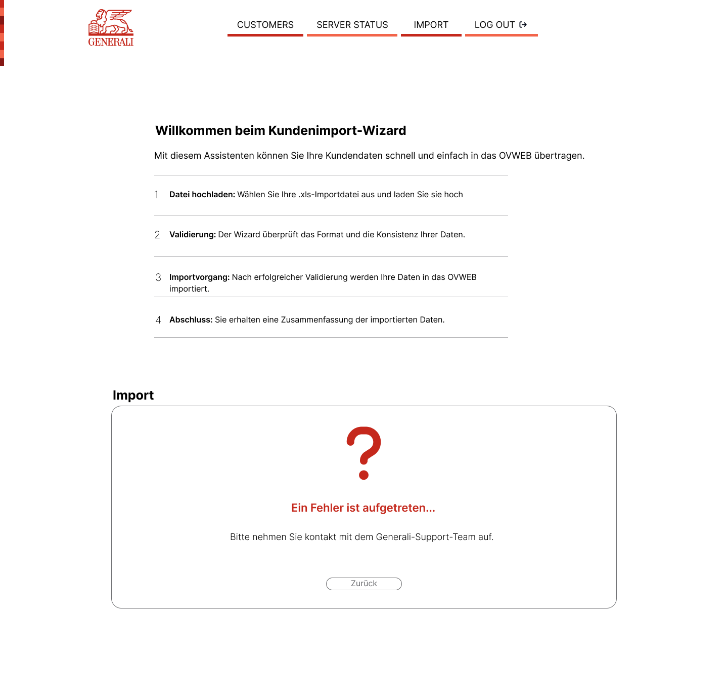 GENERALI
CUSTOMERS SERVER STATUS IMPORT LOG OUT
Willkommen beim Kundenimport-Wizard
Mit diesem Assistenten können Sie Ihre Kundendaten schnell und einfach in das OVWEB übertragen.
1 Datei hochladen: Wählen Sie Ihre .xls-Importdatei aus und laden Sie sie hoch
2 Validierung: Der Wizard überprüft das Format und die Konsistenz Ihrer Daten.
3 Importvorgang: Nach erfolgreicher Validierung werden Ihre Daten in das OVWEB
importiert.
4 Abschluss: Sie erhalten eine Zusammenfassung der importierten Daten.
Import
?
Ein Fehler ist aufgetreten...
Bitte nehmen Sie kontakt mit dem Generali-Support-Team auf.
Zurück